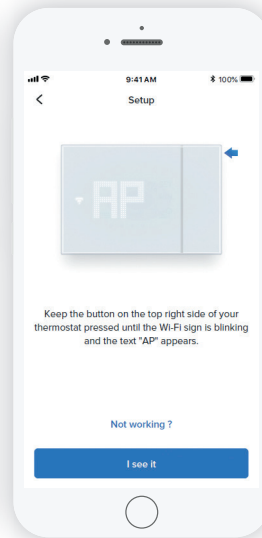 9:41 AM
100%
Setup
AP
Keep the button on the top right side of your
thermostat pressed until the Wi-Fi sign is blinking
and the text "AP" appears.
Not working ?
I see it